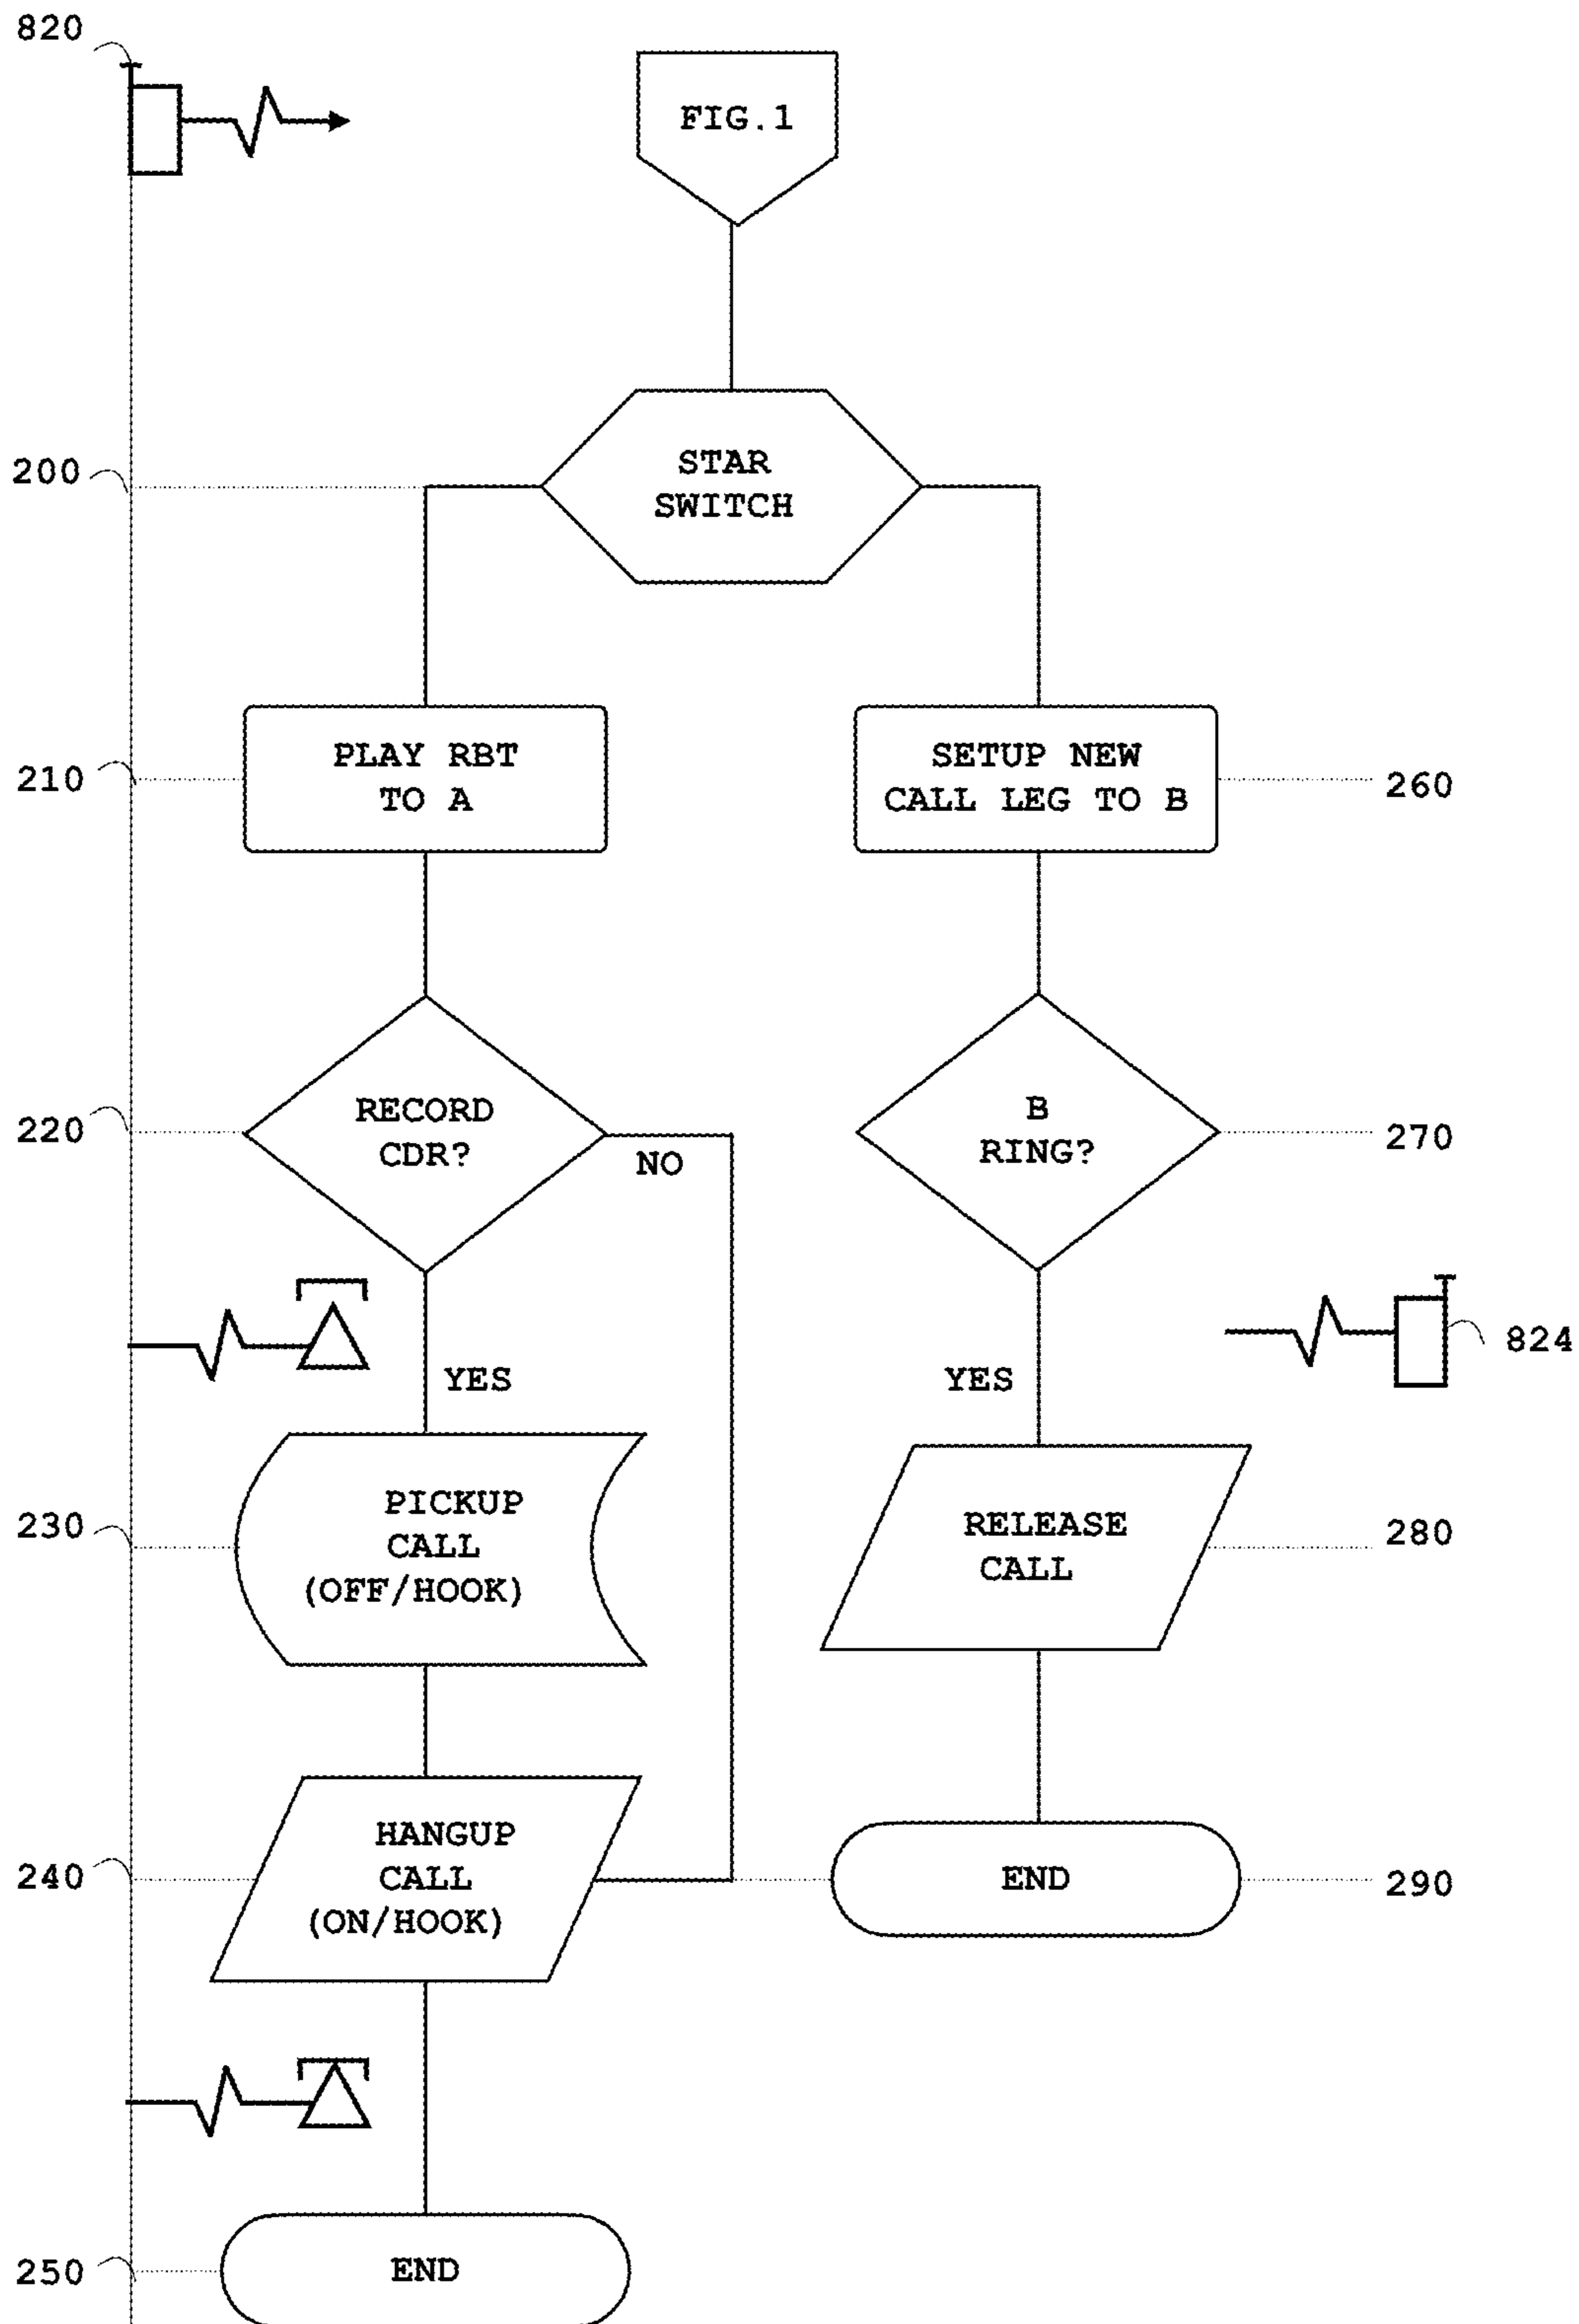 820
FIG.1
200
STAR
SWITCH
210
PLAY RBT
TO A
SETUP NEW
CALL LEG TO B
260
220
RECORD
CDR?
NO
B
RING?
270
YES
YES
824
230
PICKUP
CALL
(OFF/HOOK)
RELEASE
CALL
280
240
HANGUP
CALL
(ON/HOOK)
END
290
250
END